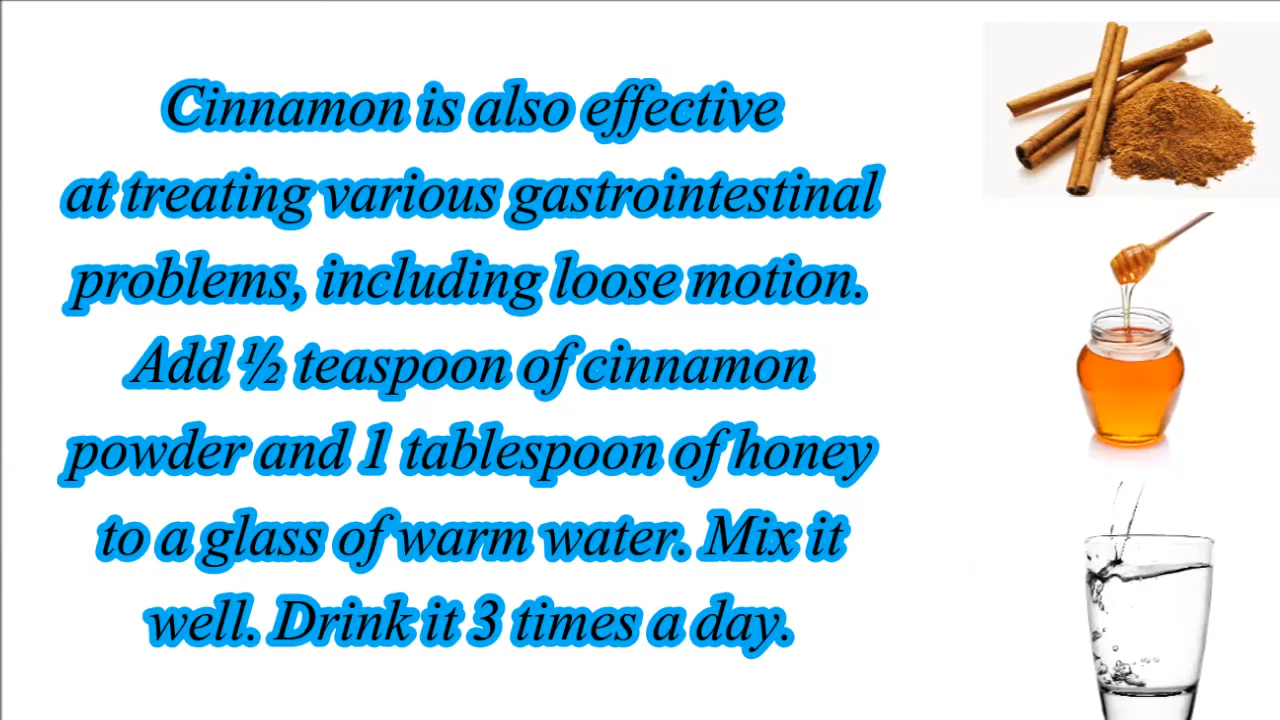 Cinnamon is also effective
at treating various gastrointestinal
problems, including loose motion.
Add ½ teaspoon of cinnamon
powder and 1 tablespoon of honey
to a glass of warm water. Mix it
well. Drink it 3 times a day.